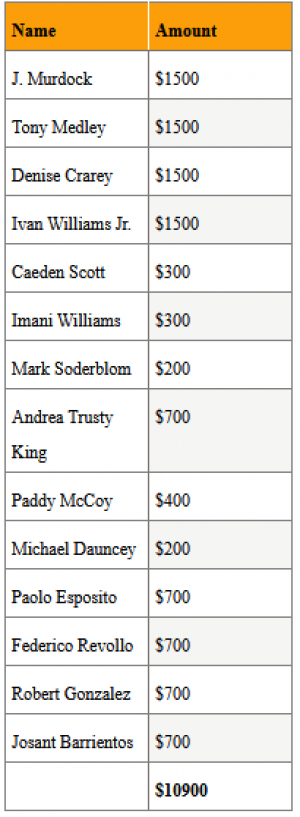 Name Amount
J. Murdock $1500
Tony Medley $1500
Denise Crarey $1500
Ivan Williams Jr. $1500
Caeden Scott $300
Imani Williams $300
Mark Soderblom $200
Andrea Trusty $700
King
Paddy McCoy $400
Michael Dauncey $200
Paolo Esposito $700
Federico Revollo $700
Robert Gonzalez $700
Josant Barrientos $700
$10900